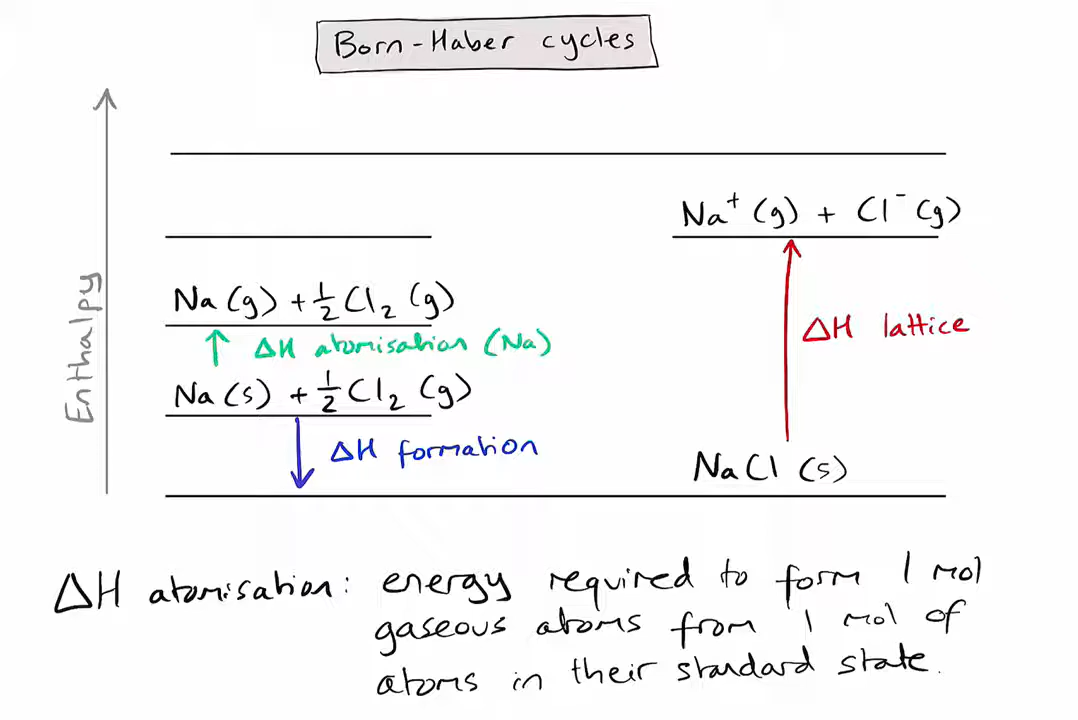 Born-Haber cycles
Enthalpy
Na⁺ (g) + Cl⁻ (g)
Na (g) + ½ Cl₂ (g)
ΔH lattice
ΔH atomisation (Na)
Na (s) + ½ Cl₂ (g)
ΔH formation
NaCl (s)
ΔH atomisation: energy required to form 1 mol
gaseous atoms from 1 mol of
atoms in their standard state.